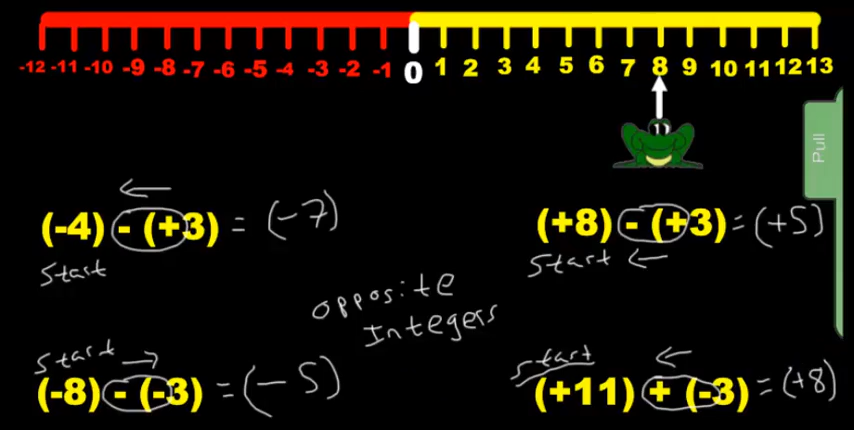 -12 -11 -10 -9 -8 -7 -6 -5 -4 -3 -2 -1 0 1 2 3 4 5 6 7 8 9 10 11 12 13
Pull
(-4) - (+3) = (-7)
start
(+8) - (+3) = (+5)
start
opposite
Integers
start
(-8) - (-3) = (-5)
start
(+11) + (-3) = (+8)